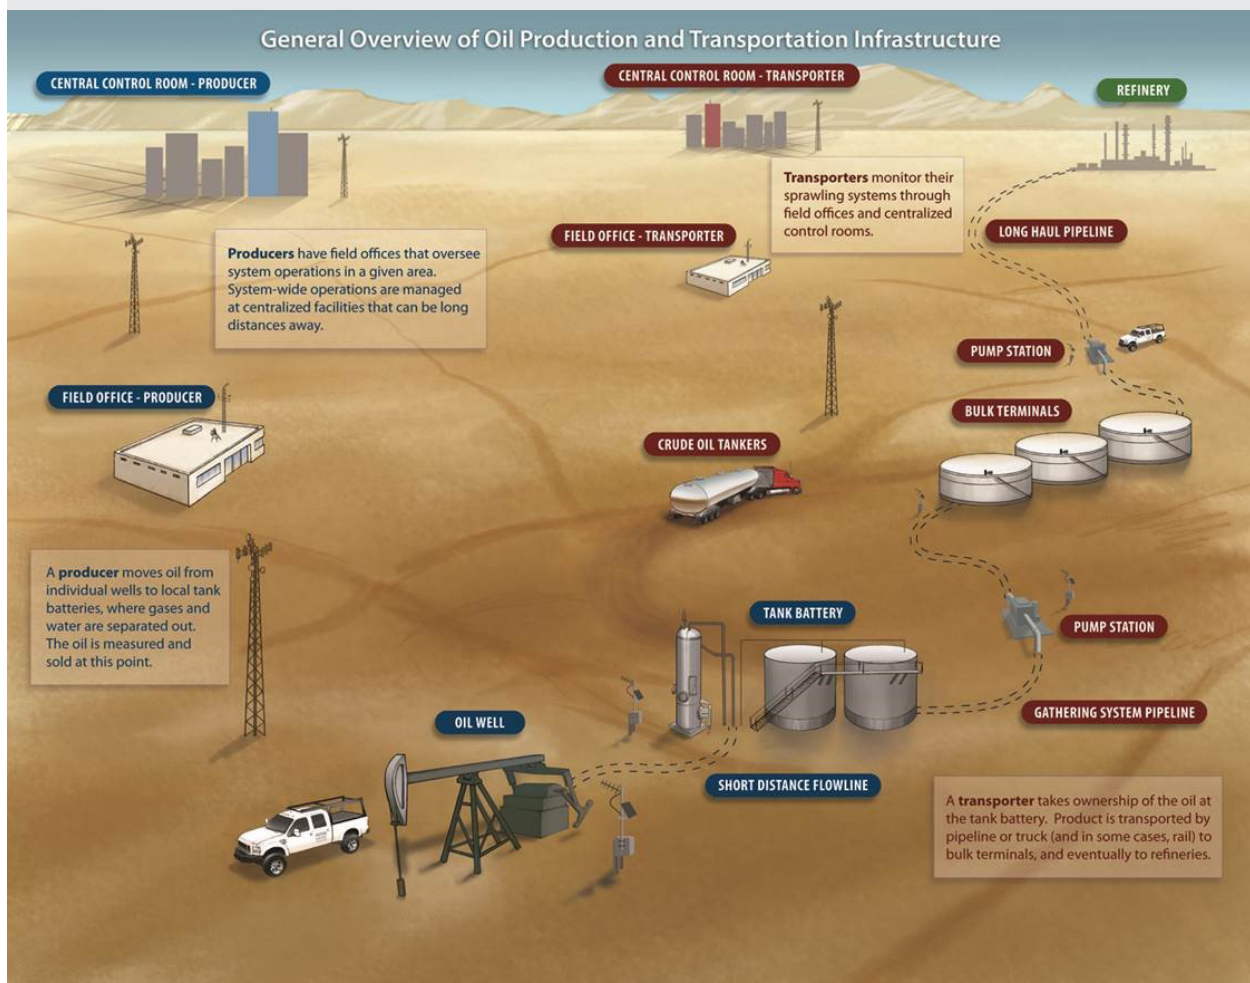 General Overview of Oil Production and Transportation Infrastructure
CENTRAL CONTROL ROOM - PRODUCER
CENTRAL CONTROL ROOM - TRANSPORTER
REFINERY
Transporters monitor their
sprawling systems through
field offices and centralized
control rooms.
FIELD OFFICE - TRANSPORTER
LONG HAUL PIPELINE
Producers have field offices that oversee
system operations in a given area.
System-wide operations are managed
at centralized facilities that can be long
distances away.
PUMP STATION
FIELD OFFICE - PRODUCER
BULK TERMINALS
CRUDE OIL TANKERS
A producer moves oil from
individual wells to local tank
batteries, where gases and
water are separated out.
The oil is measured and
sold at this point.
TANK BATTERY
PUMP STATION
GATHERING SYSTEM PIPELINE
OIL WELL
SHORT DISTANCE FLOWLINE
A transporter takes ownership of the oil at
the tank battery. Product is transported by
pipeline or truck (and in some cases, rail) to
bulk terminals, and eventually to refineries.